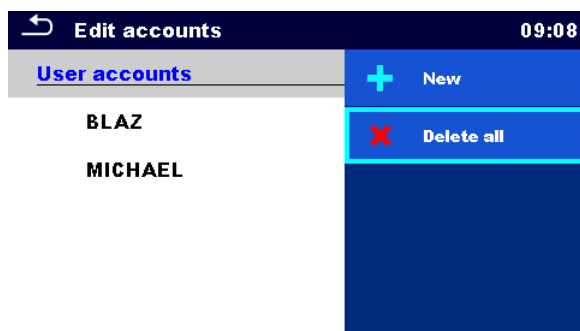 Edit accounts 09:08
User accounts
New
BLAZ
Delete all
MICHAEL